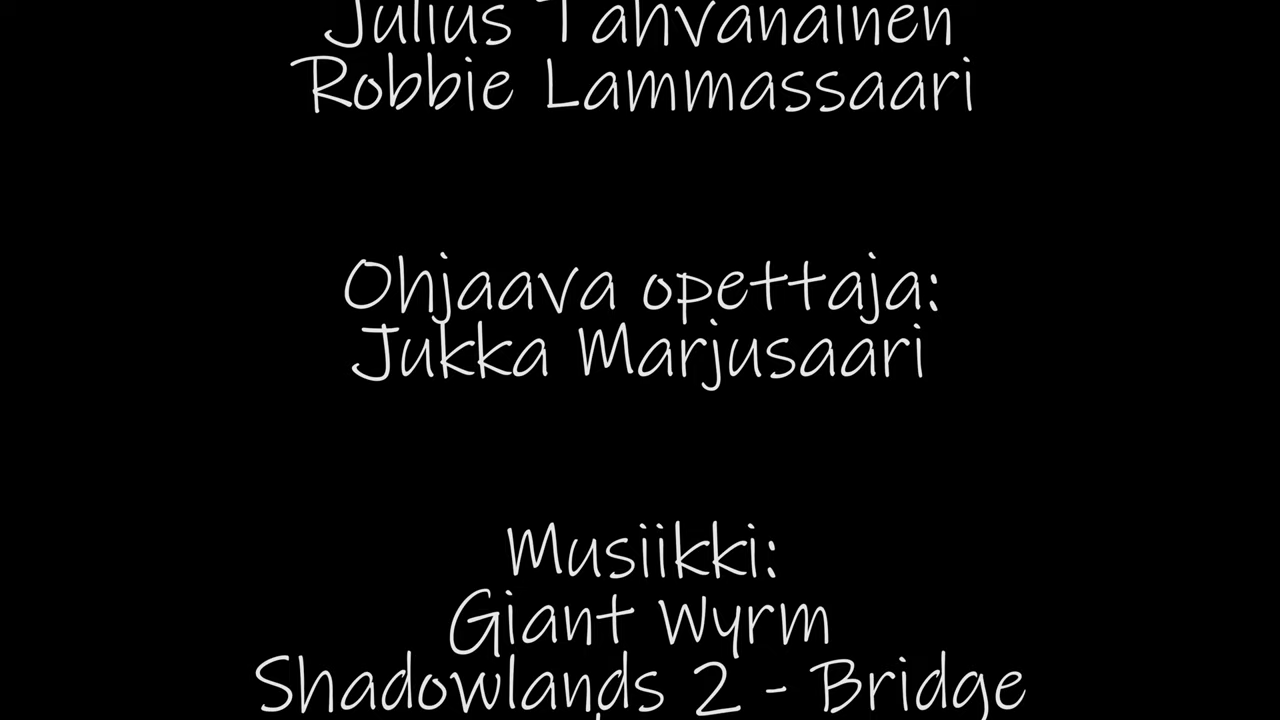 Julius Tahvanainen
Robbie Lammassaari
Ohjaava opettaja:
Jukka Marjusaari
Musiikki:
Giant Wyrm
Shadowlands 2 - Bridge